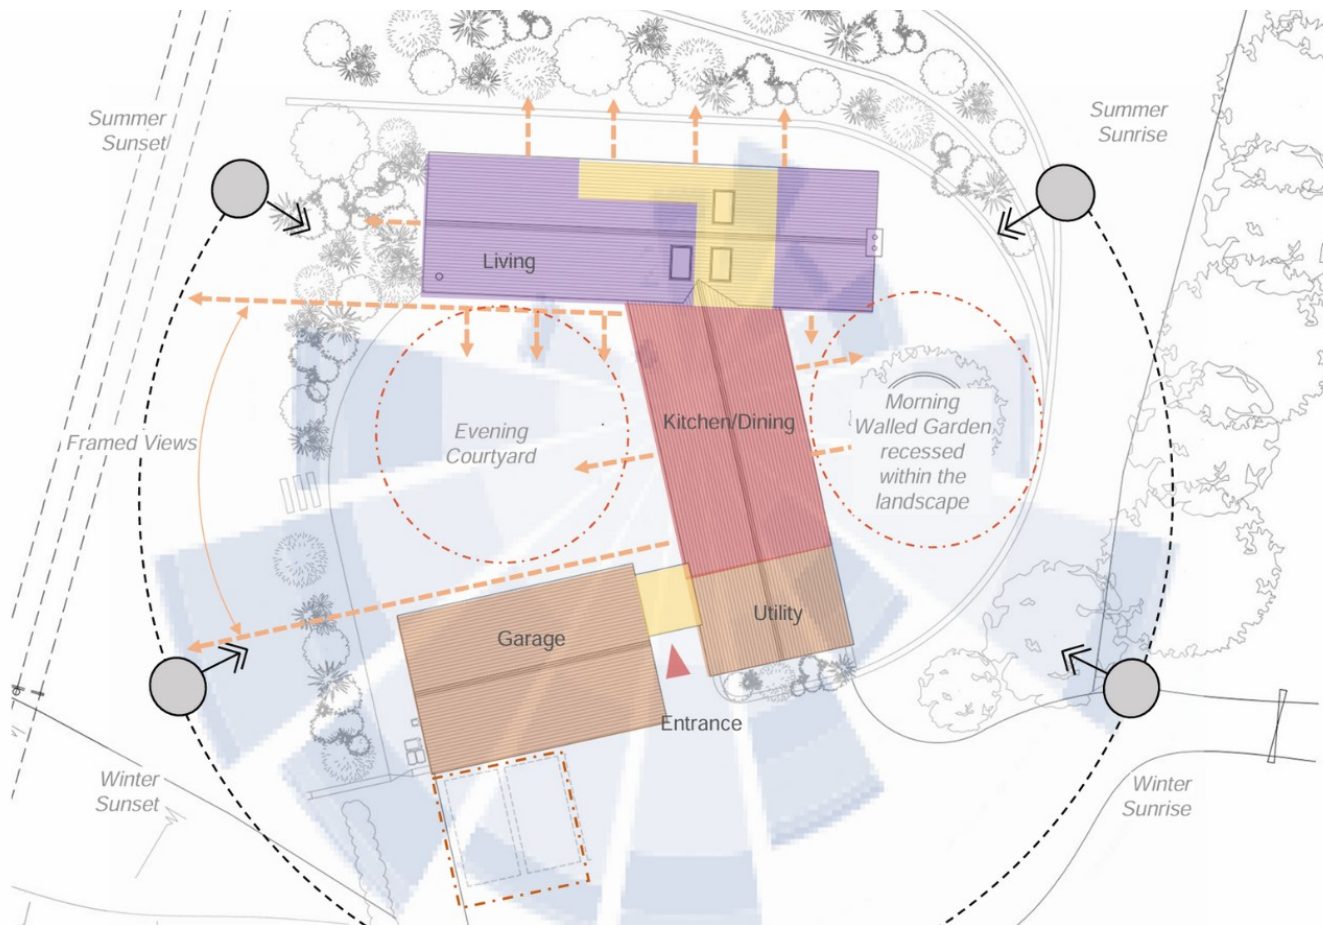 Summer
Sunset
Summer
Sunrise
Living
Framed Views
Evening
Courtyard
Kitchen/Dining
Morning
Walled Garden
recessed
within the
landscape
Garage
Utility
Entrance
Winter
Sunset
Winter
Sunrise